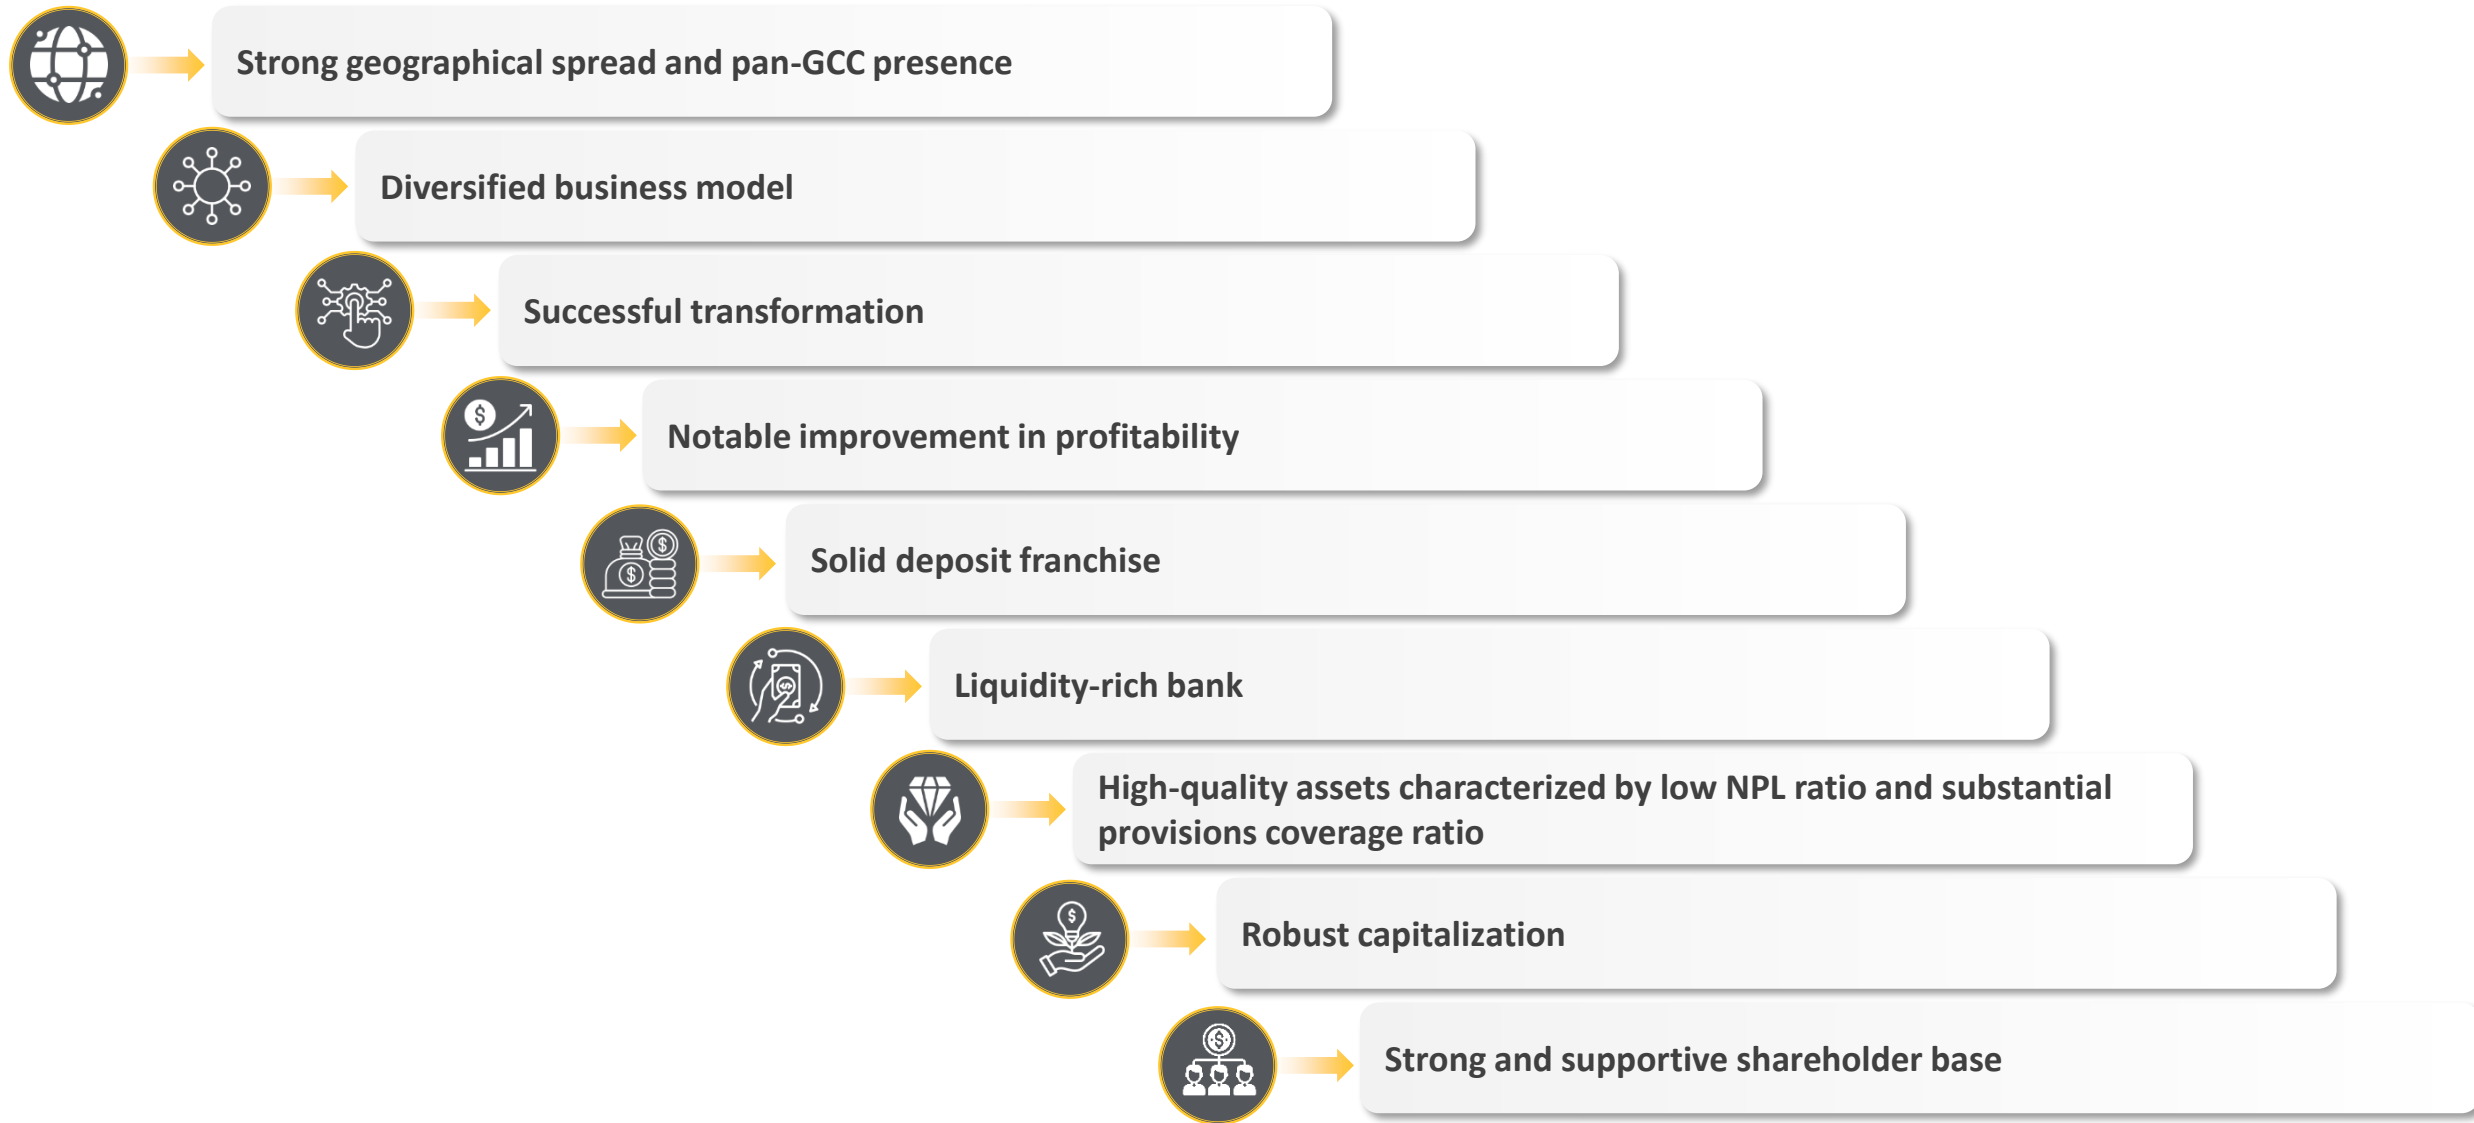 Strong geographical spread and pan-GCC presence
Diversified business model
Successful transformation
Notable improvement in profitability
Solid deposit franchise
Liquidity-rich bank
High-quality assets characterized by low NPL ratio and substantial
provisions coverage ratio
Robust capitalization
Strong and supportive shareholder base